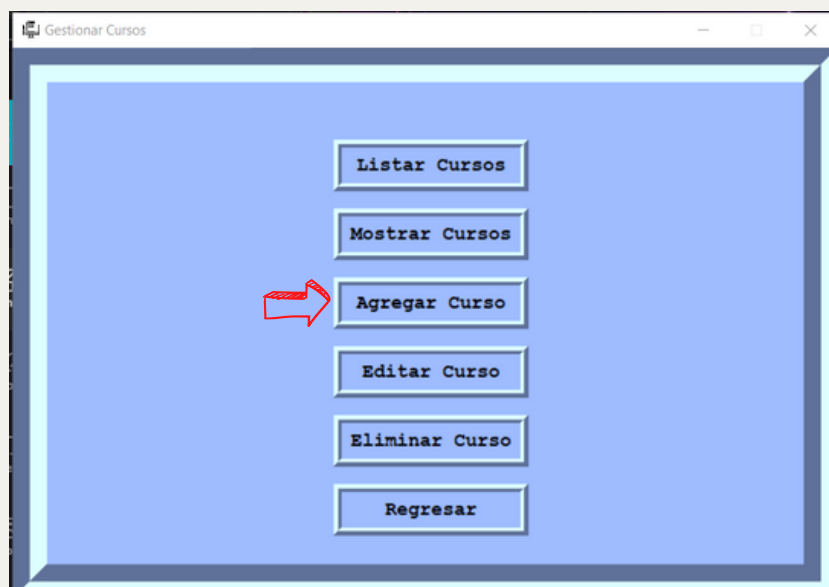 Gestionar Cursos
Listar Cursos
Mostrar Cursos
Agregar Curso
Editar Curso
Eliminar Curso
Regresar